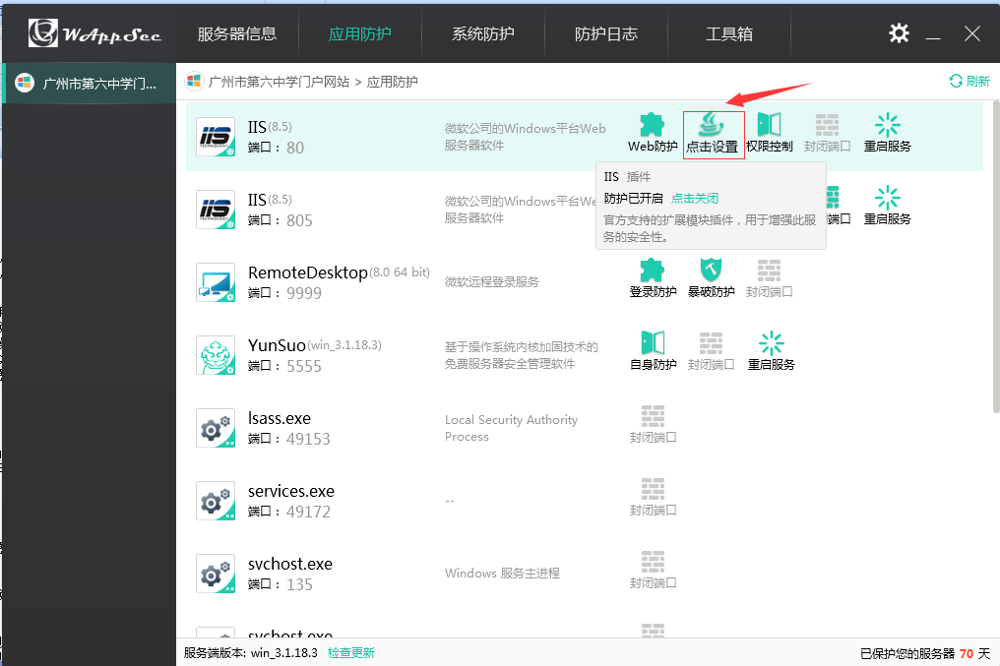 WAppSec
服务器信息
应用防护
系统防护
防护日志
工具箱
广州市第六中学门...
广州市第六中学门户网站 > 应用防护
刷新
IIS(8.5)
端口： 80
微软公司的Windows平台Web
服务器软件
Web防护
点击设置
权限控制
封闭端口
重启服务
IIS 插件
防护已开启 点击关闭
官方支持的扩展模块插件，用于增强此服
务的安全性。
IIS(8.5)
端口： 805
微软公司的Windows平台We
服务器软件
端口
重启服务
RemoteDesktop(8.0 64 bit)
端口： 9999
微软远程登录服务
登录防护
暴破防护
封闭端口
YunSuo(win_3.1.18.3)
端口： 5555
基于操作系统内核加固技术的
免费服务器安全管理软件
自身防护
封闭端口
重启服务
lsass.exe
端口： 49153
Local Security Authority
Process
封闭端口
services.exe
端口： 49172
--
封闭端口
svchost.exe
端口： 135
Windows 服务主进程
封闭端口
svchost.exe
服务端版本: win_3.1.18.3 检查更新
已保护您的服务器 70 天